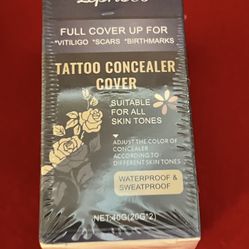 FULL COVER UP FOR
*VITILIGO *SCARS *BIRTHMARKS
TATTOO CONCEALER
COVER
SUITABLE
FOR ALL
SKIN TONES
ADJUST THE COLOR OF
CONCEALER
ACCORDING TO
DIFFERENT SKIN TONES
WATERPROOF &
SWEATPROOF
NET:40G(20G*2)